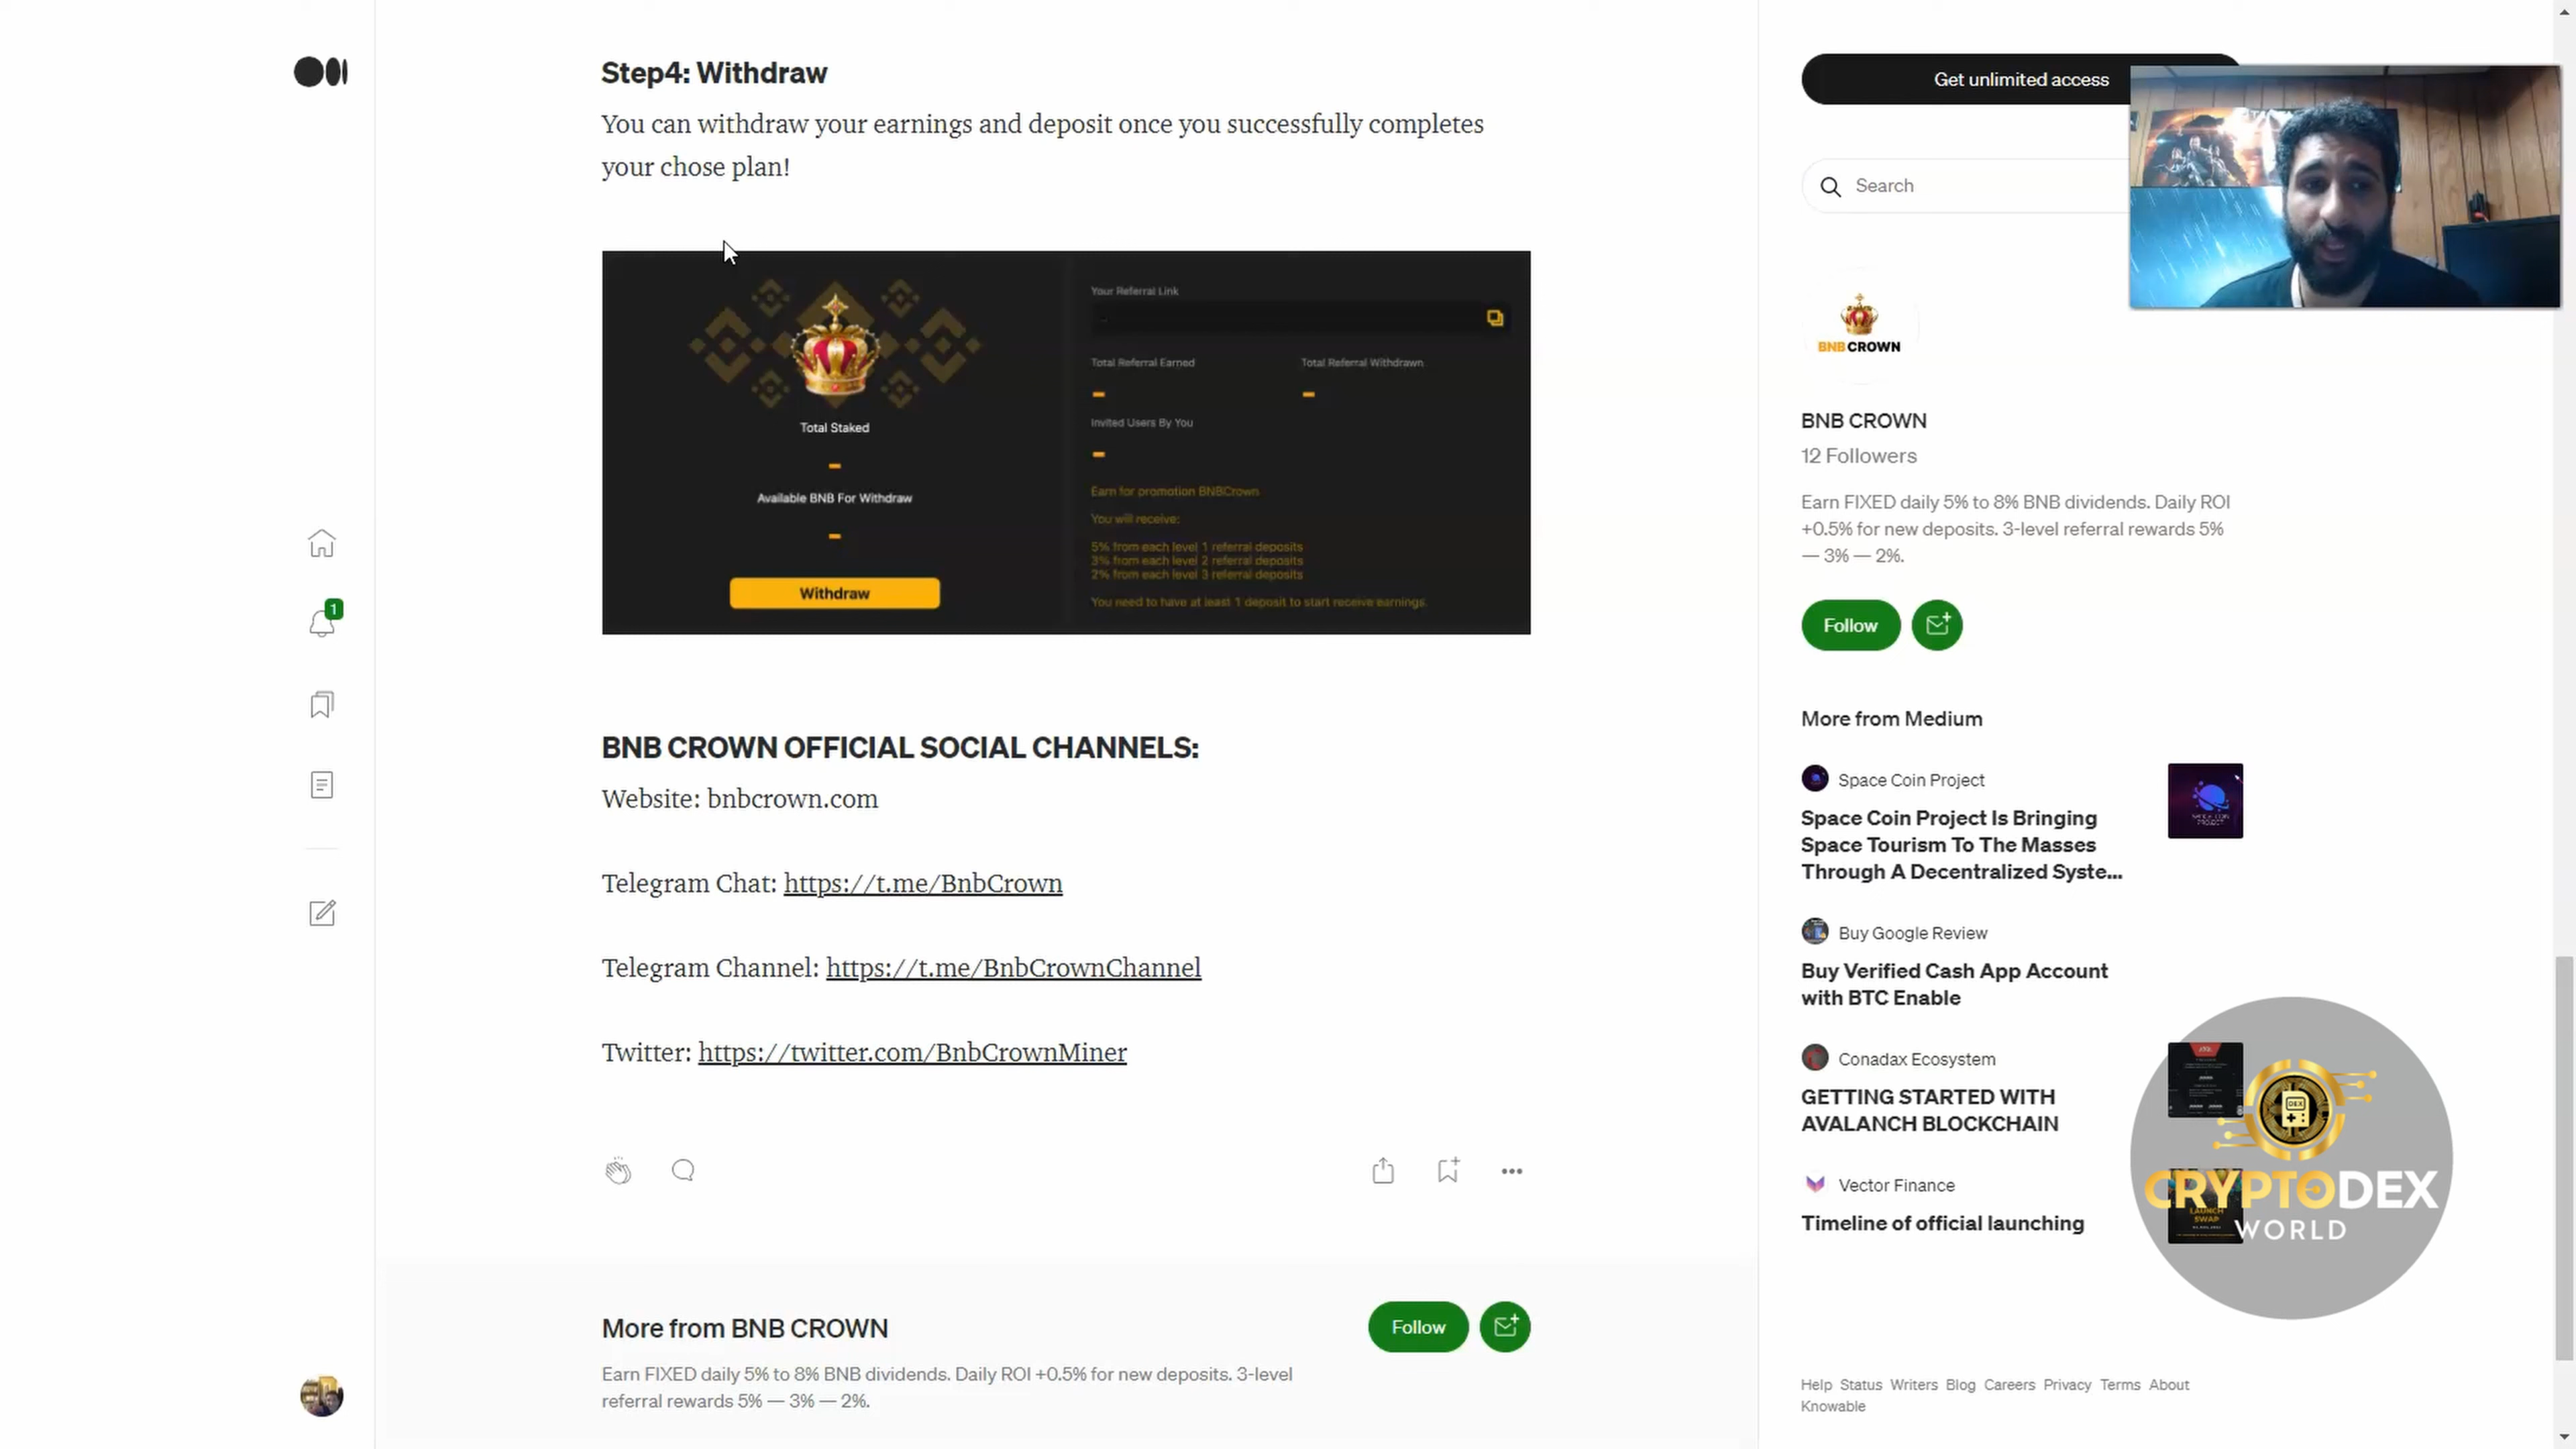 Step4: Withdraw
You can withdraw your earnings and deposit once you successfully completes
your chose plan!
Your Referral Link
Total Referral Earned
Total Referral Withdrawn
Invited Users By You
Total Staked
Available BNB For Withdraw
Withdraw
Earn for promotion BNBCrown
You will receive:
5% from each level 1 referral deposits
3% from each level 2 referral deposits
2% from each level 3 referral deposits
You need to have at least 1 deposit to start receive earnings.
BNB CROWN OFFICIAL SOCIAL CHANNELS:
Website: bnbcrown.com
Telegram Chat: https://t.me/BnbCrown
Telegram Channel: https://t.me/BnbCrownChannel
Twitter: https://twitter.com/BnbCrownMiner
More from BNB CROWN
Follow
Earn FIXED daily 5% to 8% BNB dividends. Daily ROI +0.5% for new deposits. 3-level
referral rewards 5% — 3% — 2%.
1
Get unlimited access
Search
BNBCROWN
BNB CROWN
12 Followers
Earn FIXED daily 5% to 8% BNB dividends. Daily ROI
+0.5% for new deposits. 3-level referral rewards 5%
— 3% — 2%.
Follow
More from Medium
Space Coin Project
Space Coin Project Is Bringing
Space Tourism To The Masses
Through A Decentralized Syste...
Buy Google Review
Buy Verified Cash App Account
with BTC Enable
Conadax Ecosystem
GETTING STARTED WITH
AVALANCH BLOCKCHAIN
Vector Finance
Timeline of official launching
DEX
CRYPTODEX
WORLD
LAUNCH
SWAP
Help Status Writers Blog Careers Privacy Terms About
Knowable